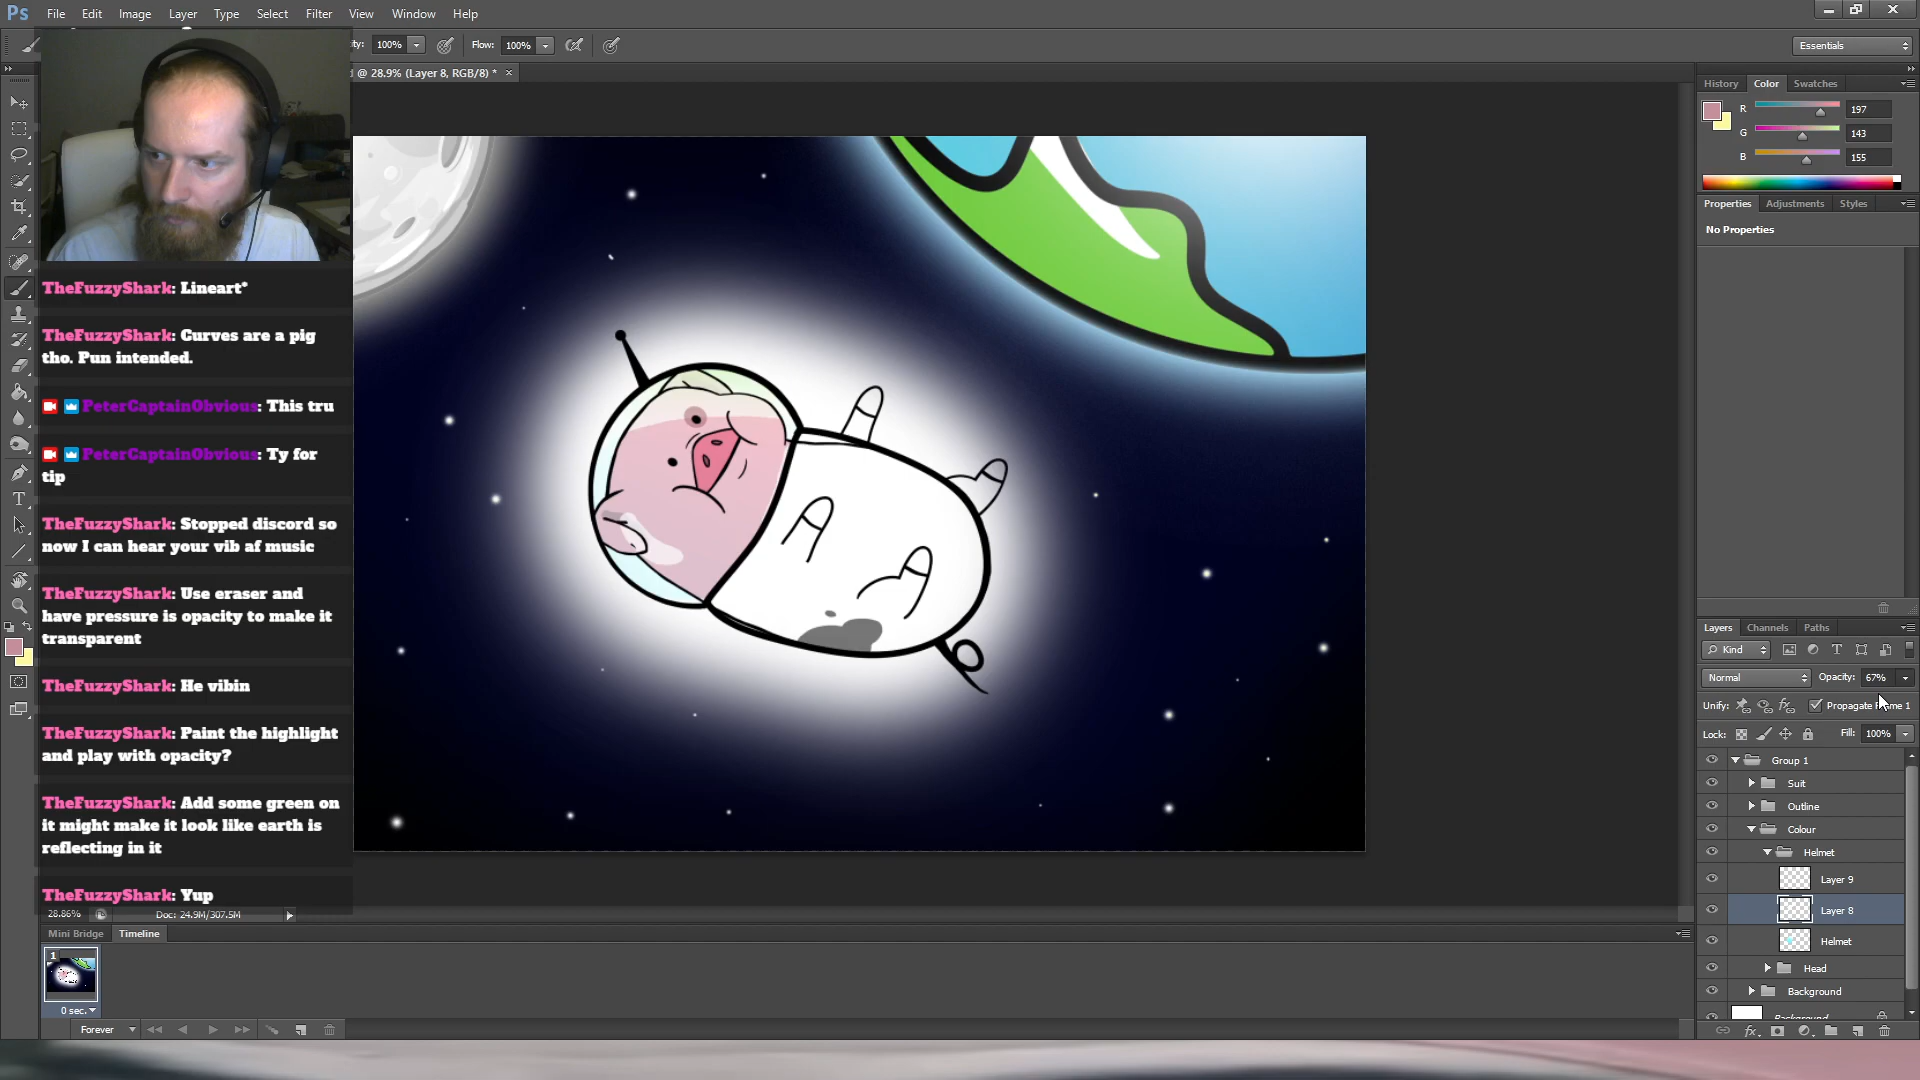 Ps File Edit Image Layer Type Select Filter Analysis View Window Help
100% Flow: 100% Essentials
@ 28.9% (Layer 8, RGB/8) * ×
History Color Swatches
R 197
G 143
B 155
Properties Adjustments Styles
No Properties
TheFuzzyShark: Lineart*
TheFuzzyShark: Curves are a pig
tho. Pun intended.
PeterCaptainObvious: This tru
PeterCaptainObvious: Ty for
tip
TheFuzzyShark: Stopped discord so
now I can hear your vib af music
TheFuzzyShark: Use eraser and
have pressure is opacity to make it
transparent
TheFuzzyShark: He vibin
TheFuzzyShark: Paint the highlight
and play with opacity?
TheFuzzyShark: Add some green on
it might make it look like earth is
reflecting in it
TheFuzzyShark: Yup
28.86% Doc: 24.9M/307.5M
Mini Bridge Timeline
1
0 sec.
Forever
Layers Channels Paths
Kind
Normal Opacity: 67%
Unify: Propagate Frame 1
Lock: Fill: 100%
Group 1
Suit
Outline
Colour
Helmet
Layer 9
Layer 8
Helmet
Head
Background
Background
fx